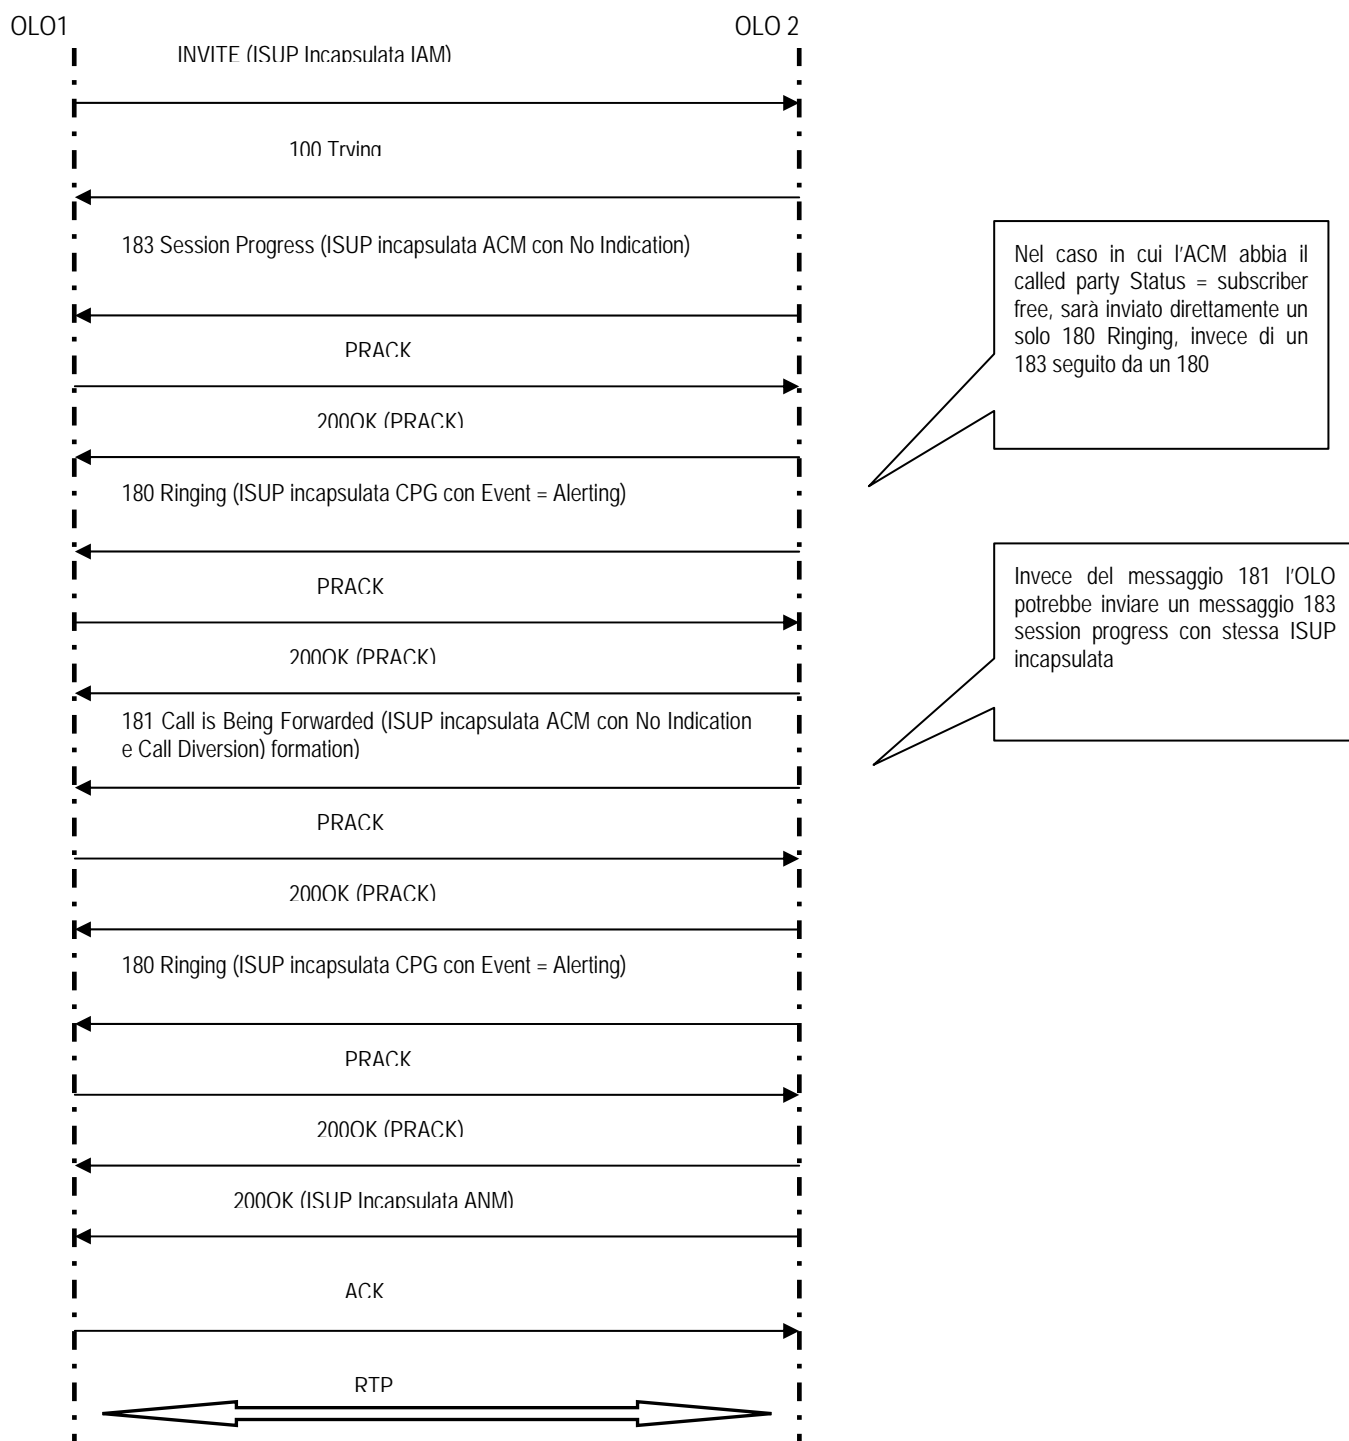 OLO1
OLO 2
INVITE (ISUP Incapsulata IAM)
100 Trying
183 Session Progress (ISUP incapsulata ACM con No Indication)
PRACK
200OK (PRACK)
180 Ringing (ISUP incapsulata CPG con Event = Alerting)
PRACK
200OK (PRACK)
181 Call is Being Forwarded (ISUP incapsulata ACM con No Indication
e Call Diversion) formation)
PRACK
200OK (PRACK)
180 Ringing (ISUP incapsulata CPG con Event = Alerting)
PRACK
200OK (PRACK)
200OK (ISUP Incapsulata ANM)
ACK
RTP
Nel caso in cui l'ACM abbia il
called party Status = subscriber
free, sarà inviato direttamente un
solo 180 Ringing, invece di un
183 seguito da un 180
Invece del messaggio 181 l'OLO
potrebbe inviare un messaggio 183
session progress con stessa ISUP
incapsulata